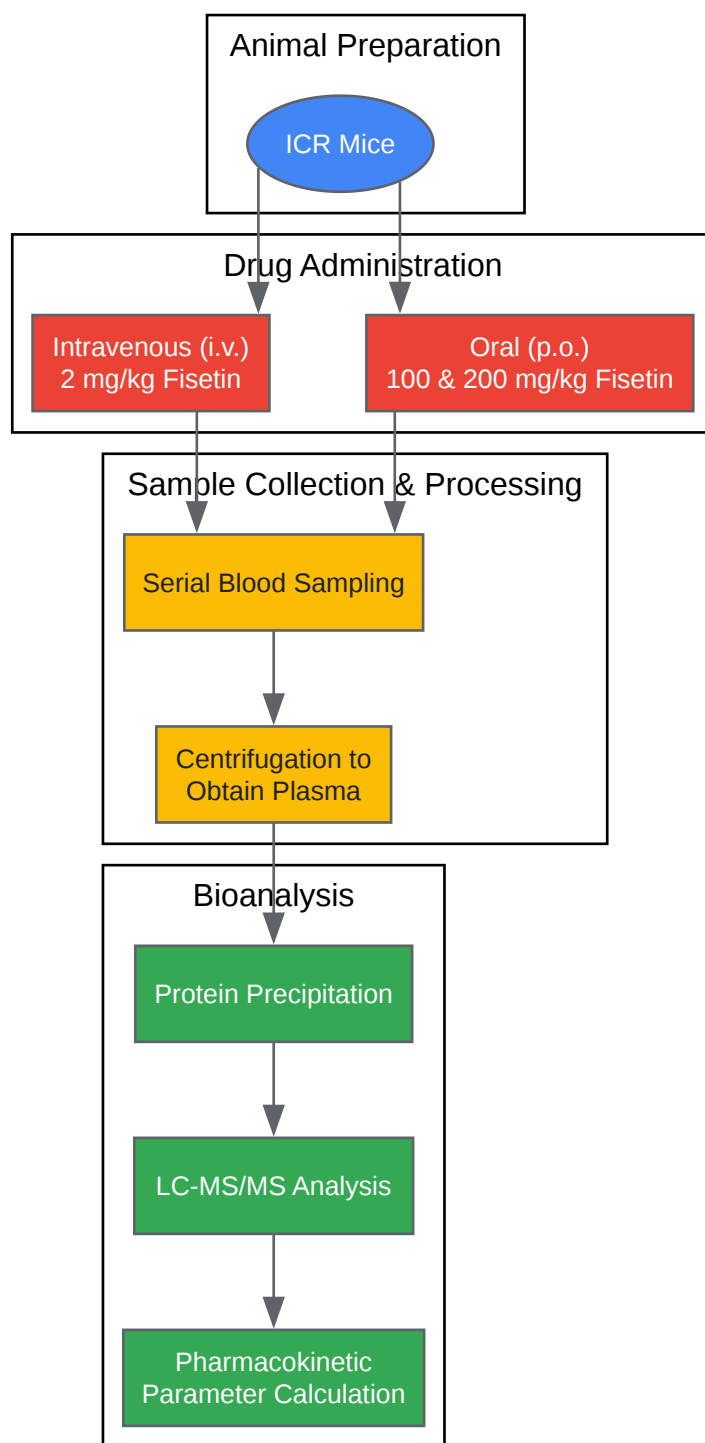 Animal Preparation
ICR Mice
Drug Administration
Intravenous (i.v.)
2 mg/kg Fisetin
Oral (p.o.)
100 & 200 mg/kg Fisetin
Sample Collection & Processing
Serial Blood Sampling
Centrifugation to
Obtain Plasma
Bioanalysis
Protein Precipitation
LC-MS/MS Analysis
Pharmacokinetic
Parameter Calculation